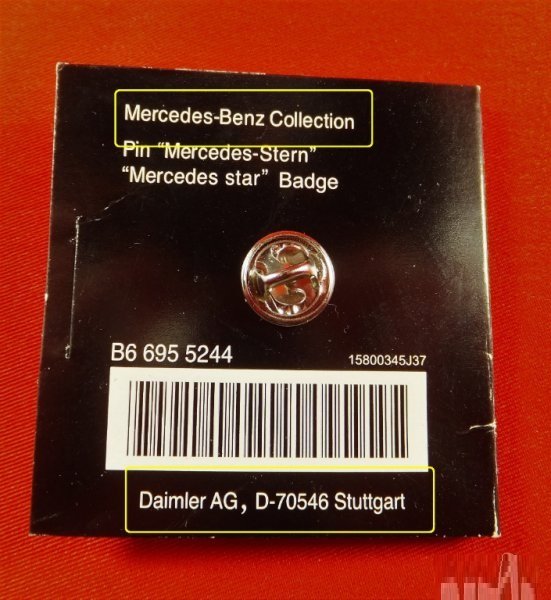 Mercedes-Benz Collection
Pin “Mercedes-Stern”
“Mercedes star” Badge
B6 695 5244
15800345J37
Daimler AG, D-70546 Stuttgart